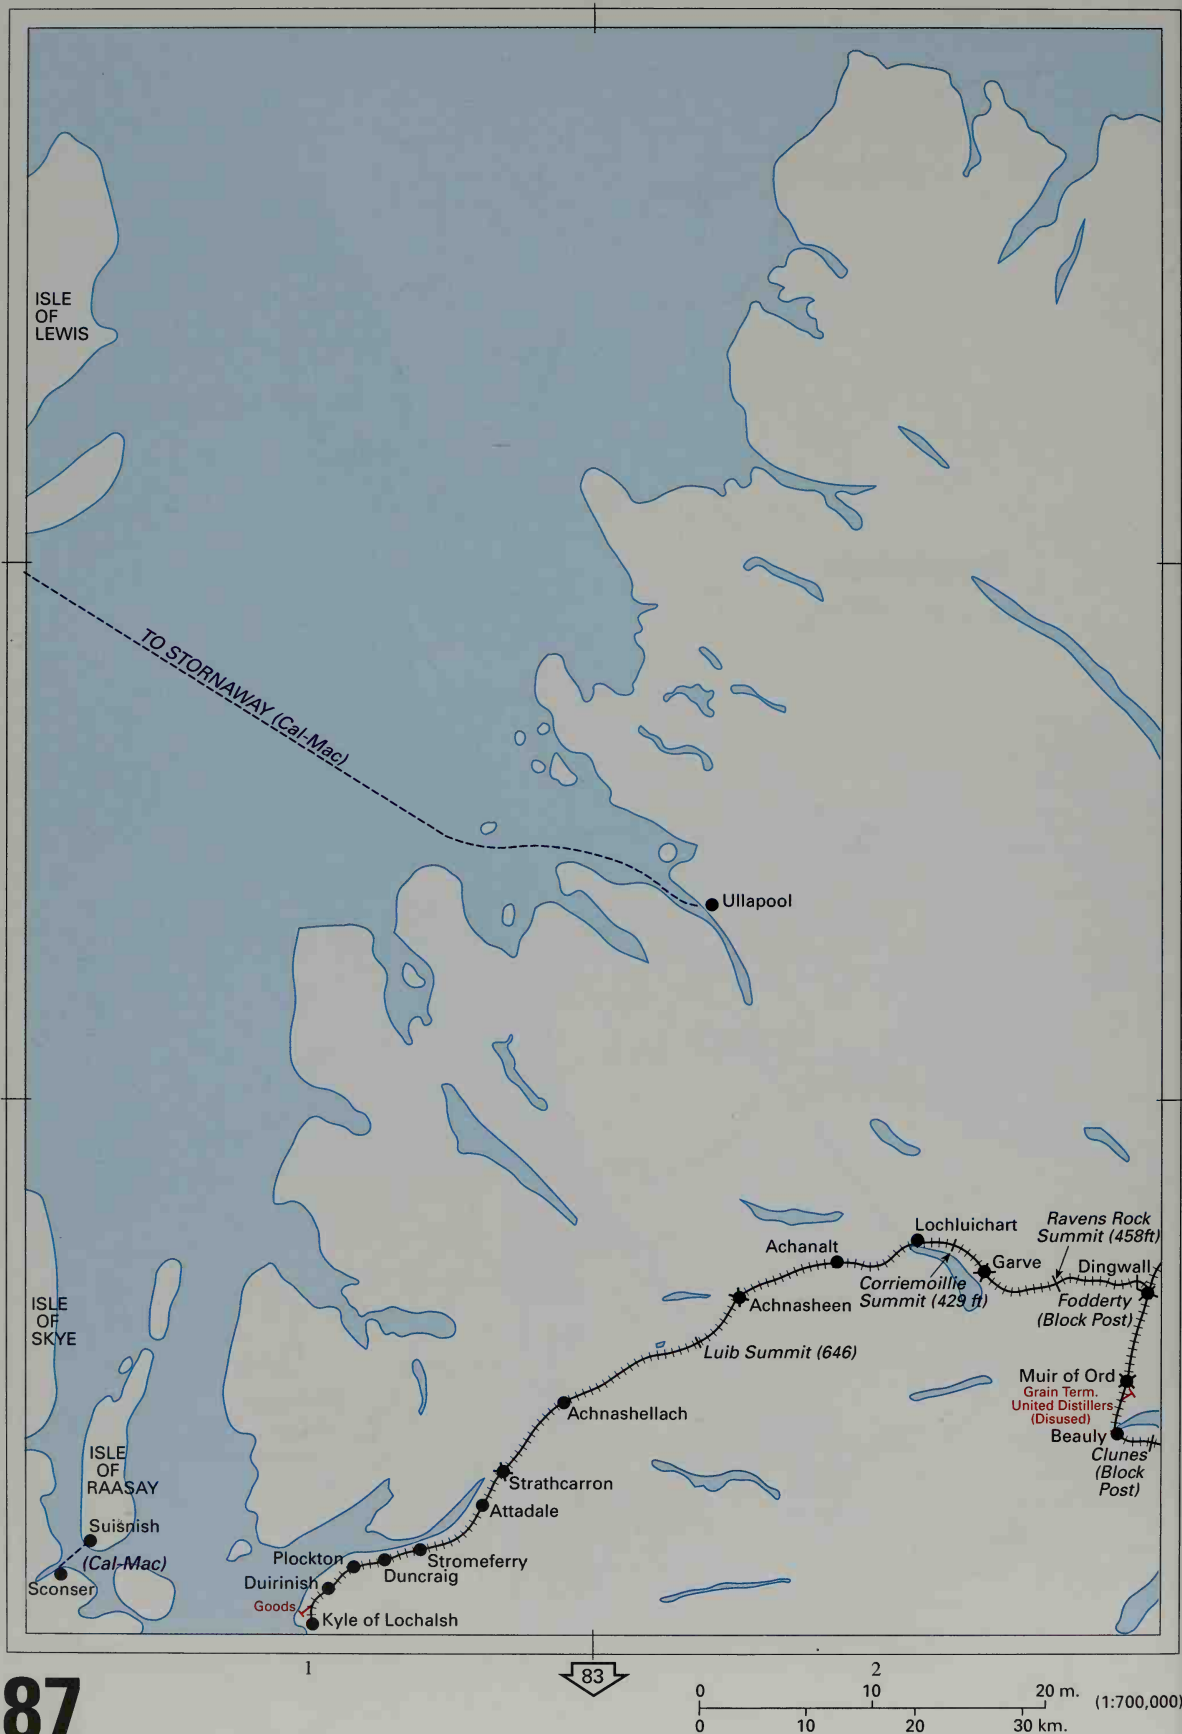 ISLE
OF
LEWIS
TO STORNAWAY (Cal-Mac)
Ullapool
Lochluichart
Ravens Rock
Summit (458ft)
Achanalt
Garve
Dingwall
Corriemoillie
Summit (429 ft)
Achnasheen
Fodderty
(Block Post)
ISLE
OF
SKYE
Luib Summit (646)
Muir of Ord
Grain Term.
United Distillers
(Disused)
Achnashellach
Beauly
Clunes
(Block
Post)
ISLE
OF
RAASAY
Strathcarron
Attadale
Suisnish
(Cal-Mac)
Sconser
Plockton
Stromeferry
Duncraig
Duirinish
Goods
Kyle of Lochalsh
1
83
2
87
0 10 20 m.
(1:700,000)
0 10 20 30 km.